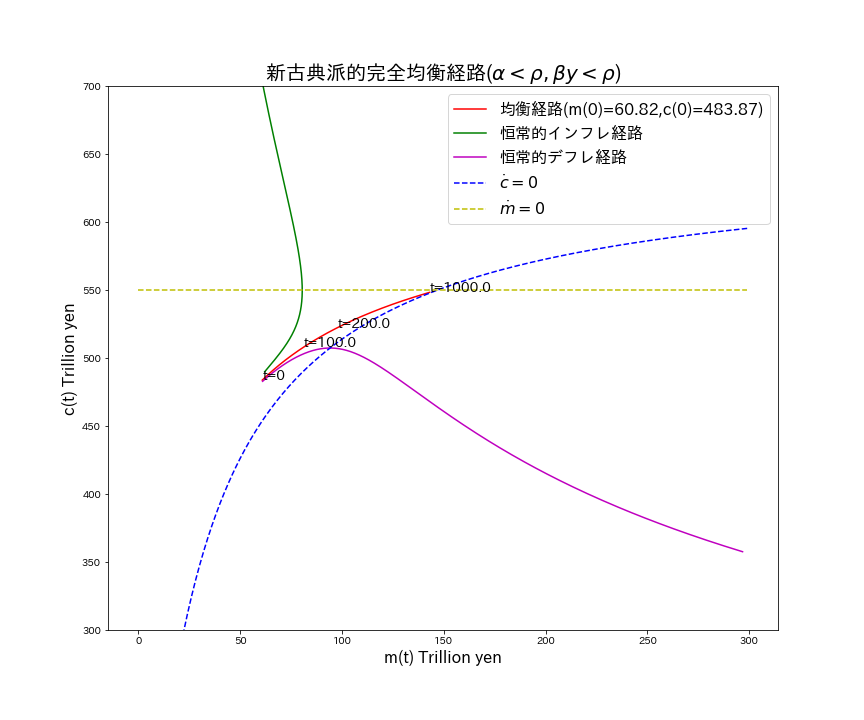 新古典派的完全均衡経路(α < ρ, βy < ρ)
均衡経路(m(0)=60.82,c(0)=483.87)
恒常的インフレ経路
恒常的デフレ経路
ċ = 0
ṁ = 0
700
650
600
550
500
450
400
350
300
c(t) Trillion yen
t=1000.0
t=200.0
t=100.0
t=0
0
50
100
150
200
250
300
m(t) Trillion yen